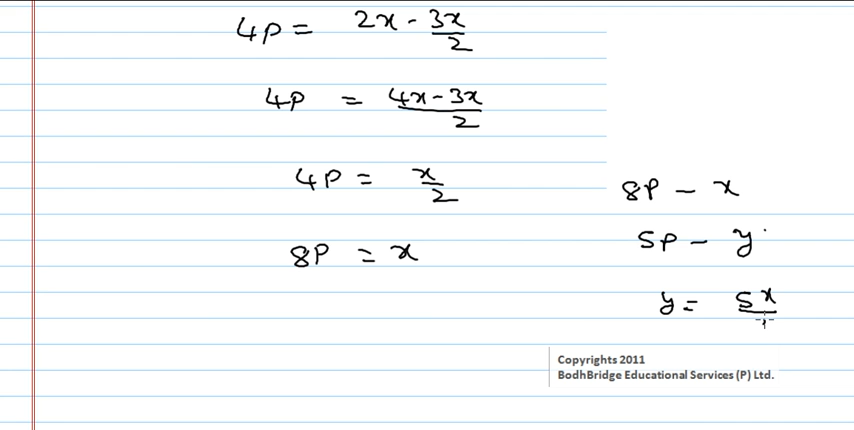 4P = 2x - 3x/2
4P = 4x - 3x/2
4P = x/2
8P = x
8P - x
5P - y
y = 5x
Copyrights 2011
BodhBridge Educational Services (P) Ltd.